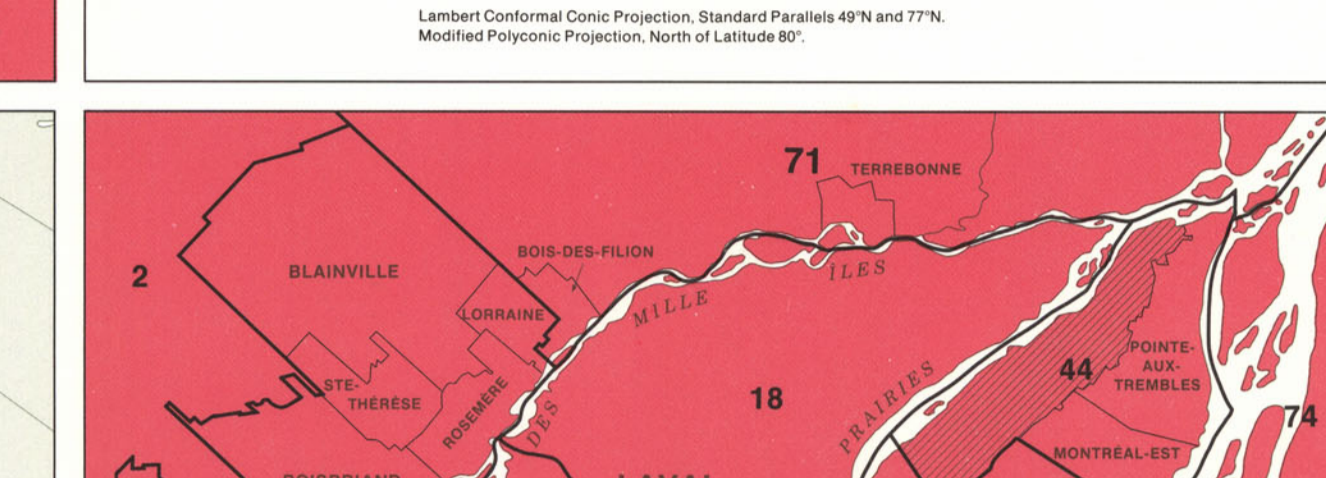 Lambert Conformal Conic Projection, Standard Parallels 49°N and 77°N.
Modified Polyconic Projection, North of Latitude 80°.
71
TERREBONNE
2
BLAINVILLE
BOIS-DES-FILION
LORRAINE
MILLE
ÎLES
STE-
THÉRÈSE
ROSEMÈRE
DES
18
PRAIRIES
44
POINTE-
AUX-
TREMBLES
74
MONTRÉAL-EST